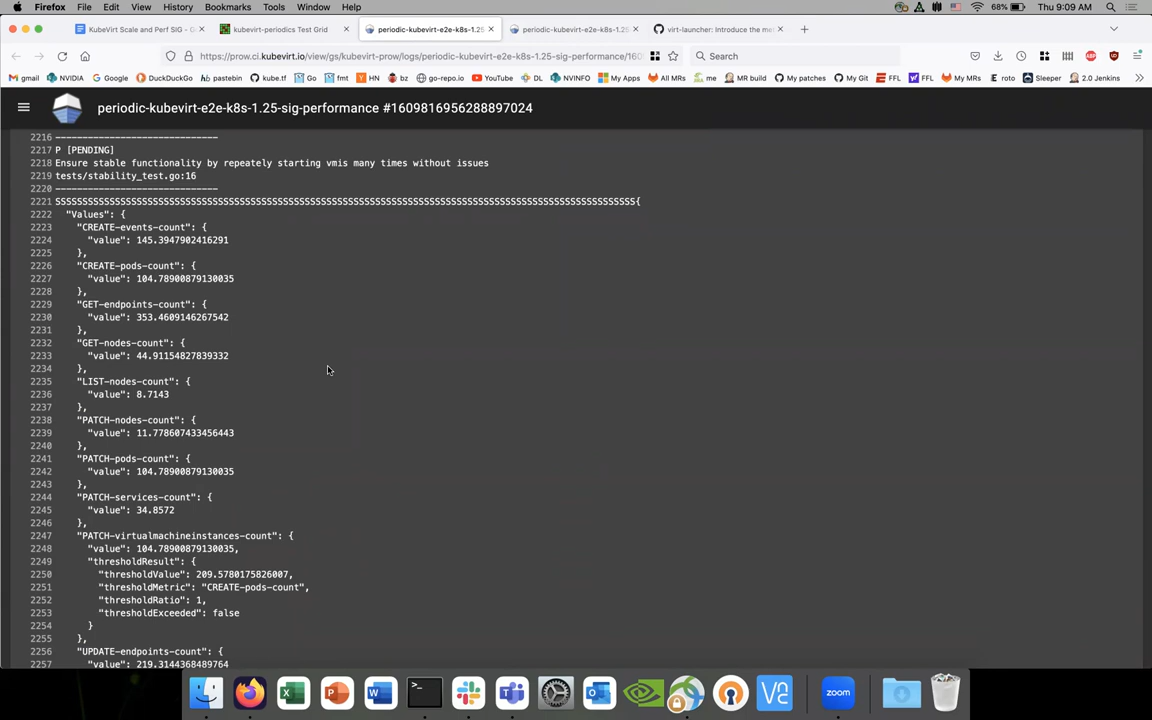 Firefox File Edit View History Bookmarks Tools Window Help 68% Thu 9:09 AM
KubeVirt Scale and Perf SIG - G
kubevirt-periodics Test Grid
periodic-kubevirt-e2e-k8s-1.25-
periodic-kubevirt-e2e-k8s-1.25-
virt-launcher: Introduce the m
https://prow.ci.kubevirt.io/view/gs/kubevirt-prow/logs/periodic-kubevirt-e2e-k8s-1.25-sig-performance/160
Search
gmail NVIDIA Google DuckDuckGo pastebin HN kube.tf Go fmt bz go-repo.io YouTube DL NVINFO My Apps All MRs me MR build My patches My Git FFL FFL My MRs roto Sleeper 2.0 Jenkins
periodic-kubevirt-e2e-k8s-1.25-sig-performance #1609816956288897024
2216 ------------------------------
2217 P [PENDING]
2218 Ensure stable functionality by repeately starting vmis many times without issues
2219 tests/stability_test.go:16
2220 ------------------------------
2221 SSSSSSSSSSSSSSSSSSSSSSSSSSSSSSSSSSSSSSSSSSSSSSSSSSSSSSSSSSSSSSSSSSSSSSSSSSSSSSSSSSSSSSSSSSSSSSSSSSSSSSSSSSS{
2222 "Values": {
2223 "CREATE-events-count": {
2224 "value": 145.3947902416291
2225 },
2226 "CREATE-pods-count": {
2227 "value": 104.78900879130035
2228 },
2229 "GET-endpoints-count": {
2230 "value": 353.4609146267542
2231 },
2232 "GET-nodes-count": {
2233 "value": 44.91154827839332
2234 },
2235 "LIST-nodes-count": {
2236 "value": 8.7143
2237 },
2238 "PATCH-nodes-count": {
2239 "value": 11.778607433456443
2240 },
2241 "PATCH-pods-count": {
2242 "value": 104.78900879130035
2243 },
2244 "PATCH-services-count": {
2245 "value": 34.8572
2246 },
2247 "PATCH-virtualmachineinstances-count": {
2248 "value": 104.78900879130035,
2249 "thresholdResult": {
2250 "thresholdValue": 209.5780175826007,
2251 "thresholdMetric": "CREATE-pods-count",
2252 "thresholdRatio": 1,
2253 "thresholdExceeded": false
2254 }
2255 },
2256 "UPDATE-endpoints-count": {
2257 "value": 219.3144368489764
zoom